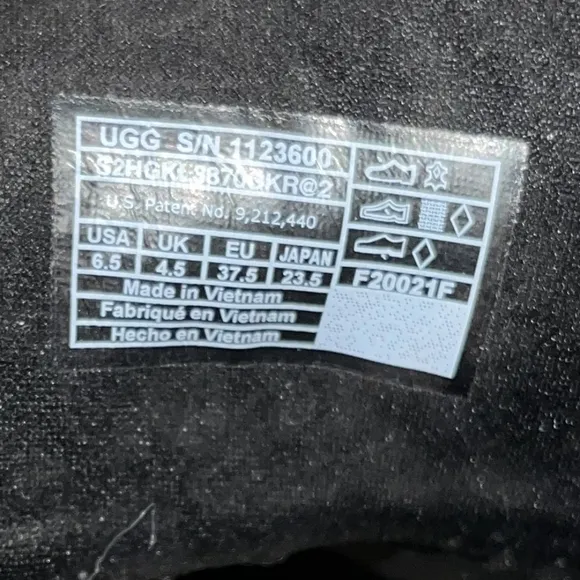 UGG S/N 1123600
U.S. Patent No. 9,212,440
USA UK EU JAPAN
6.5 4.5 37.5 23.5
Made in Vietnam
Fabriqué en Vietnam
Hecho en Vietnam
F20021F